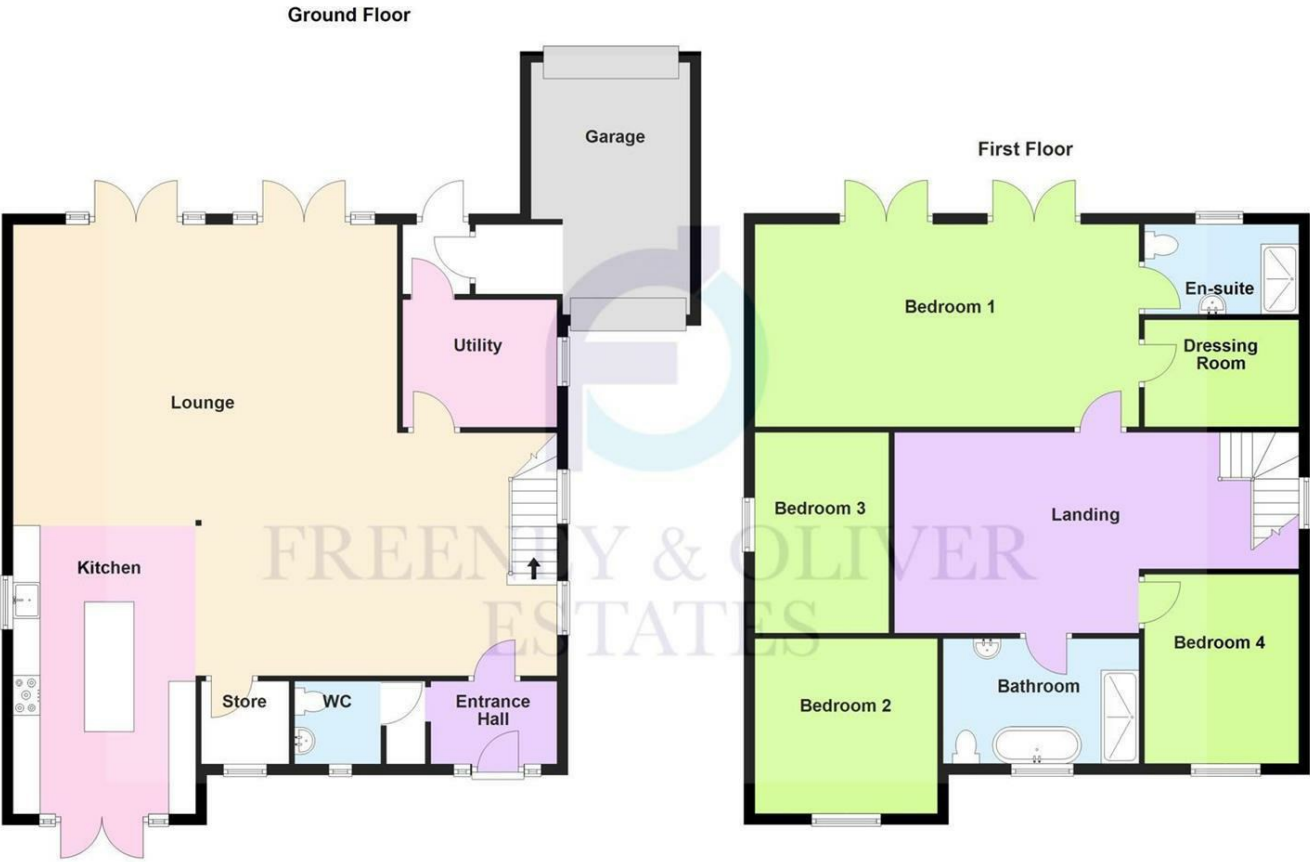 Ground Floor
Garage
Utility
Lounge
Kitchen
Store
WC
Entrance
Hall
First Floor
Bedroom 1
En-suite
Dressing
Room
Bedroom 3
Landing
Bedroom 4
Bathroom
Bedroom 2
FREENEY & OLIVER
ESTATES